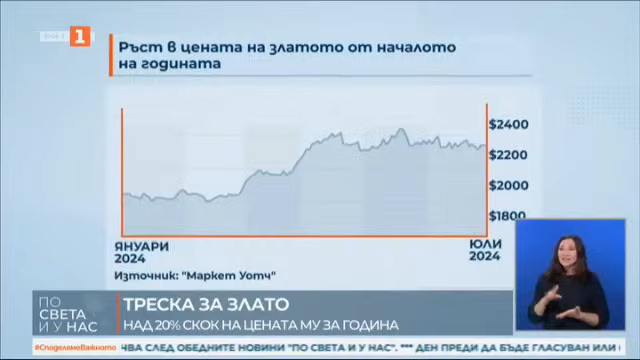 1
Ръст в цената на златото от началото
на годината
$2400
$2200
$2000
$1800
ЯНУАРИ
2024
ЮЛИ
2024
Източник: "Маркет Уотч"
ПО
СВЕТА
И У НАС
ТРЕСКА ЗА ЗЛАТО
НАД 20% СКОК НА ЦЕНАТА МУ ЗА ГОДИНА
#СподелямеВажното
ЧВА СЛЕД ОБЕДНИТЕ НОВИНИ "ПО СВЕТА И У НАС". *** ДЕН ПРЕДИ ДА БЪДЕ ГЛАСУВАН ИЛИ